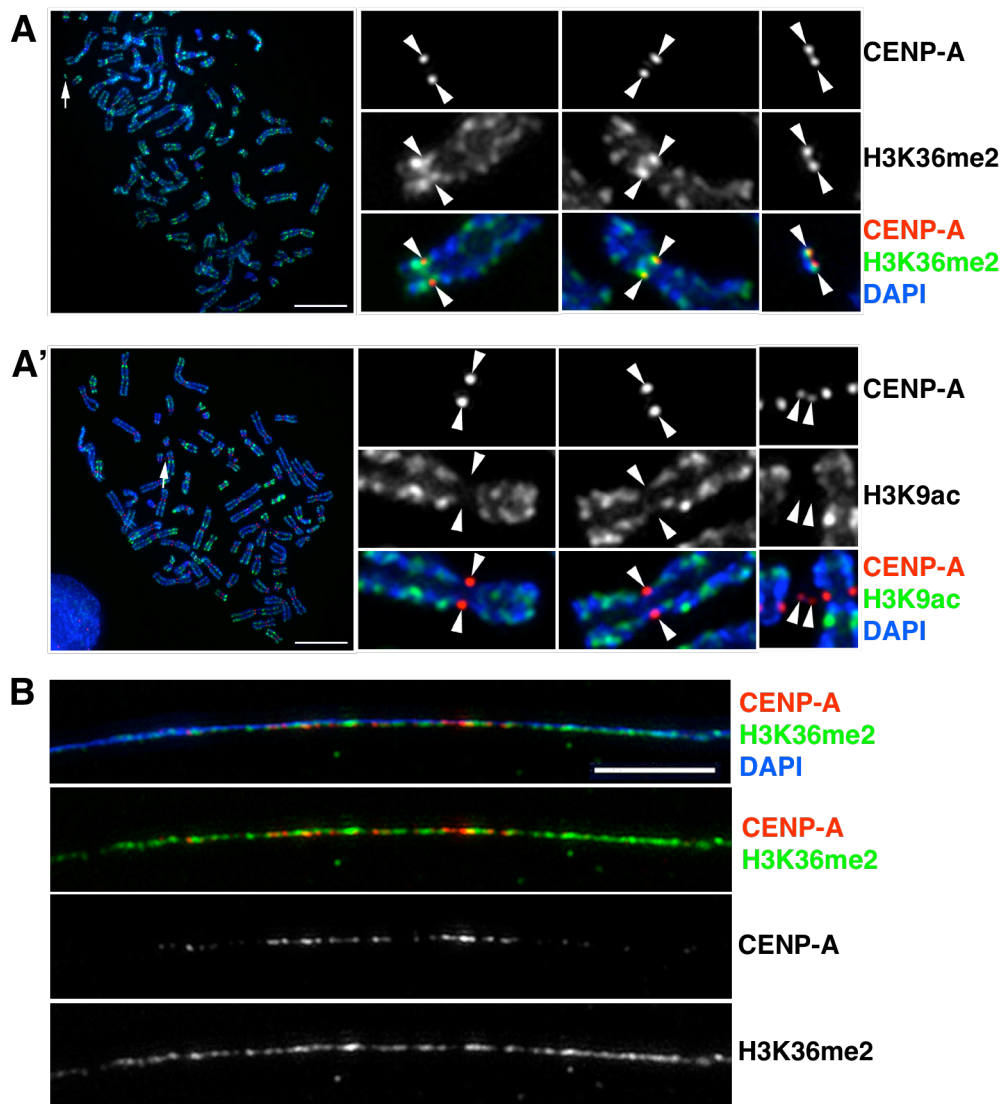 A
CENP-A
H3K36me2
CENP-A
H3K36me2
DAPI
A’
CENP-A
H3K9ac
CENP-A
H3K9ac
DAPI
B
CENP-A
H3K36me2
DAPI
CENP-A
H3K36me2
CENP-A
H3K36me2